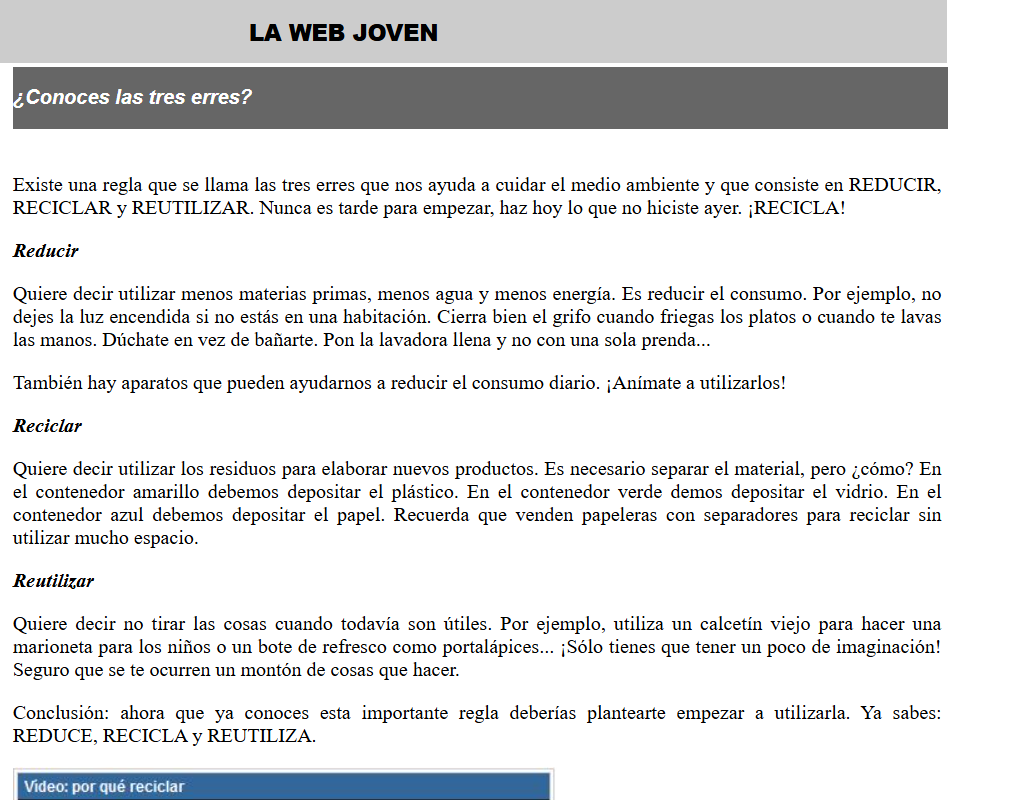 LA WEB JOVEN
¿Conoces las tres erres?
Existe una regla que se llama las tres erres que nos ayuda a cuidar el medio ambiente y que consiste en REDUCIR,
RECICLAR y REUTILIZAR. Nunca es tarde para empezar, haz hoy lo que no hiciste ayer. ¡RECICLA!
Reducir
Quiere decir utilizar menos materias primas, menos agua y menos energía. Es reducir el consumo. Por ejemplo, no
dejes la luz encendida si no estás en una habitación. Cierra bien el grifo cuando friegas los platos o cuando te lavas
las manos. Dúchate en vez de bañarte. Pon la lavadora llena y no con una sola prenda...
También hay aparatos que pueden ayudarnos a reducir el consumo diario. ¡Anímate a utilizarlos!
Reciclar
Quiere decir utilizar los residuos para elaborar nuevos productos. Es necesario separar el material, pero ¿cómo? En
el contenedor amarillo debemos depositar el plástico. En el contenedor verde demos depositar el vidrio. En el
contenedor azul debemos depositar el papel. Recuerda que venden papeleras con separadores para reciclar sin
utilizar mucho espacio.
Reutilizar
Quiere decir no tirar las cosas cuando todavía son útiles. Por ejemplo, utiliza un calcetín viejo para hacer una
marioneta para los niños o un bote de refresco como portalápices... ¡Sólo tienes que tener un poco de imaginación!
Seguro que se te ocurren un montón de cosas que hacer.
Conclusión: ahora que ya conoces esta importante regla deberías plantearte empezar a utilizarla. Ya sabes:
REDUCE, RECICLA y REUTILIZA.
Vídeo: por qué reciclar